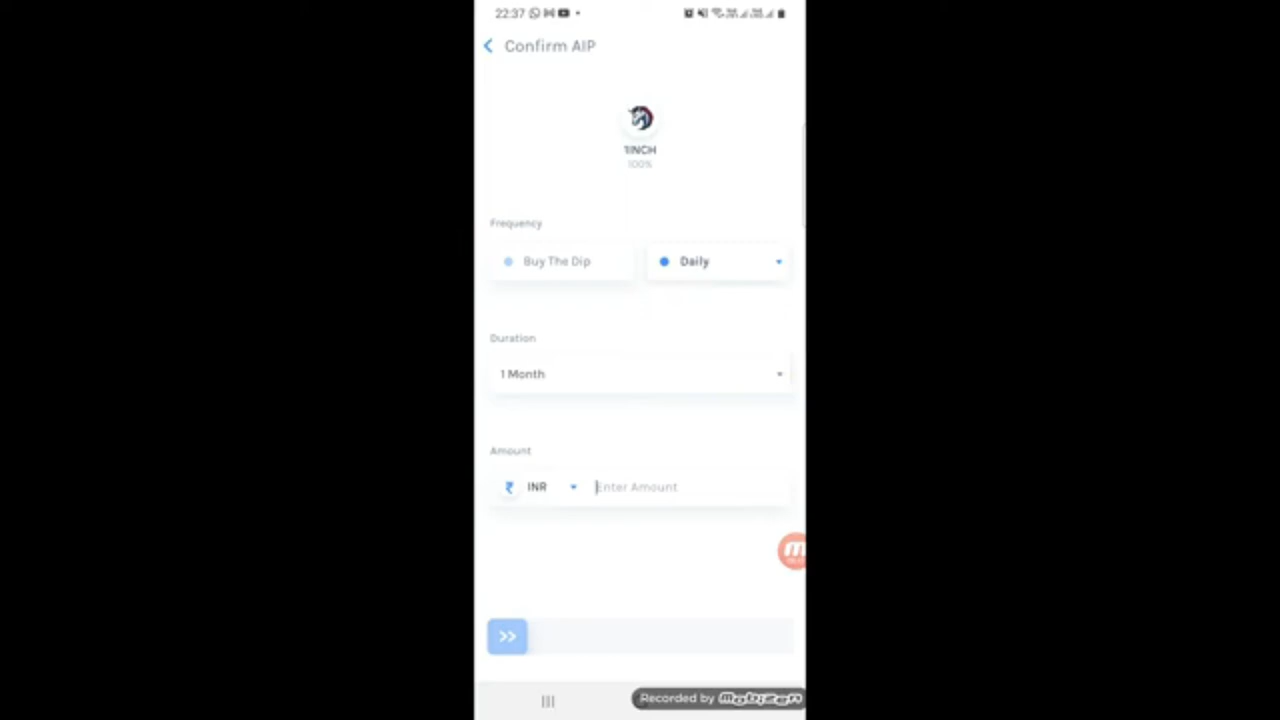 22:37
Confirm AIP
1INCH
100%
Frequency
Buy The Dip
Daily
Duration
1 Month
Amount
₹ INR
Enter Amount
>>
Recorded by Mobizen